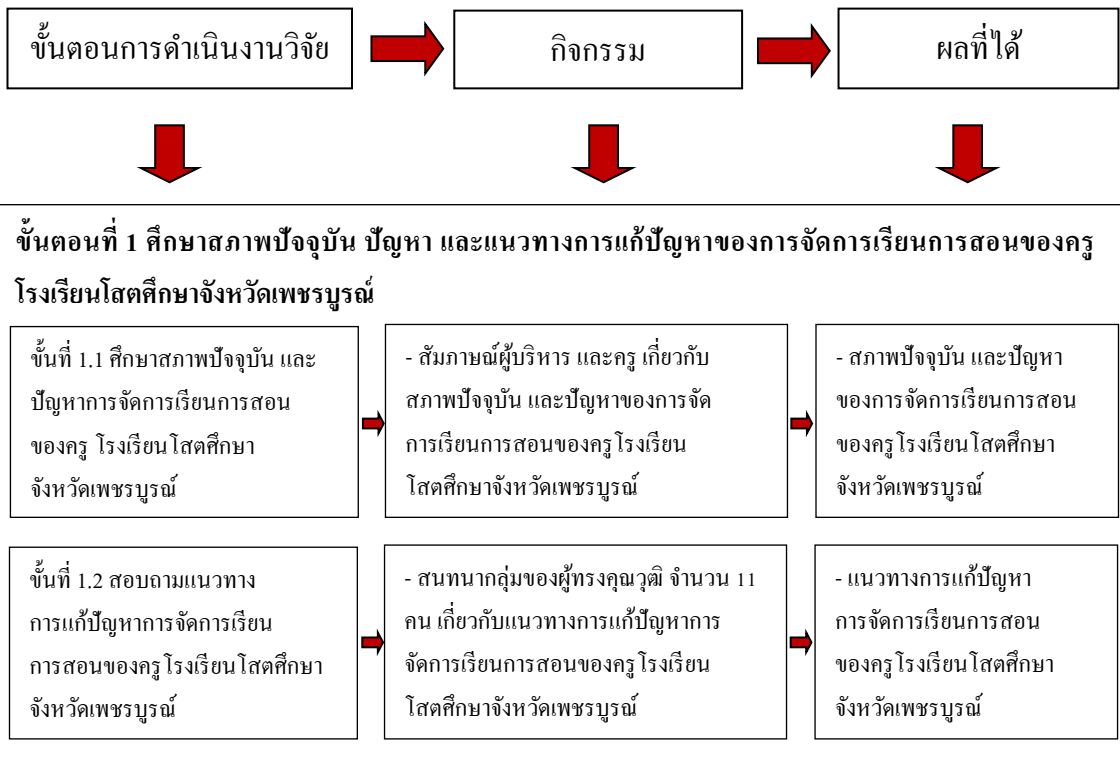 ขั้นตอนการดำเนินงานวิจัย
กิจกรรม
ผลที่ได้
ขั้นตอนที่ 1 ศึกษาสภาพปัจจุบัน ปัญหา และแนวทางการแก้ปัญหาของการจัดการเรียนการสอนของครู
โรงเรียนโสตศึกษาจังหวัดเพชรบูรณ์
ขั้นที่ 1.1 ศึกษาสภาพปัจจุบัน และ
ปัญหาการจัดการเรียนการสอน
ของครู โรงเรียนโสตศึกษา
จังหวัดเพชรบูรณ์
- สัมภาษณ์ผู้บริหาร และครู เกี่ยวกับ
สภาพปัจจุบัน และปัญหาของการจัด
การเรียนการสอนของครูโรงเรียน
โสตศึกษาจังหวัดเพชรบูรณ์
- สภาพปัจจุบัน และปัญหา
ของการจัดการเรียนการสอน
ของครูโรงเรียนโสตศึกษา
จังหวัดเพชรบูรณ์
ขั้นที่ 1.2 สอบถามแนวทาง
การแก้ปัญหาการจัดการเรียน
การสอนของครูโรงเรียนโสตศึกษา
จังหวัดเพชรบูรณ์
- สนทนากลุ่มของผู้ทรงคุณวุฒิ จำนวน 11
คน เกี่ยวกับแนวทางการแก้ปัญหาการ
จัดการเรียนการสอนของครูโรงเรียน
โสตศึกษาจังหวัดเพชรบูรณ์
- แนวทางการแก้ปัญหา
การจัดการเรียนการสอน
ของครูโรงเรียนโสตศึกษา
จังหวัดเพชรบูรณ์